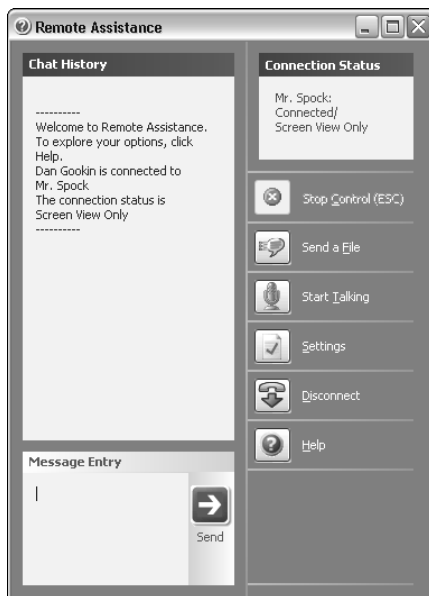 Remote Assistance
Chat History
----------
Welcome to Remote Assistance.
To explore your options, click
Help.
Dan Gookin is connected to
Mr. Spock
The connection status is
Screen View Only
----------
Message Entry
Send
Connection Status
Mr. Spock:
Connected/
Screen View Only
Stop Control (ESC)
Send a File
Start Talking
Settings
Disconnect
Help